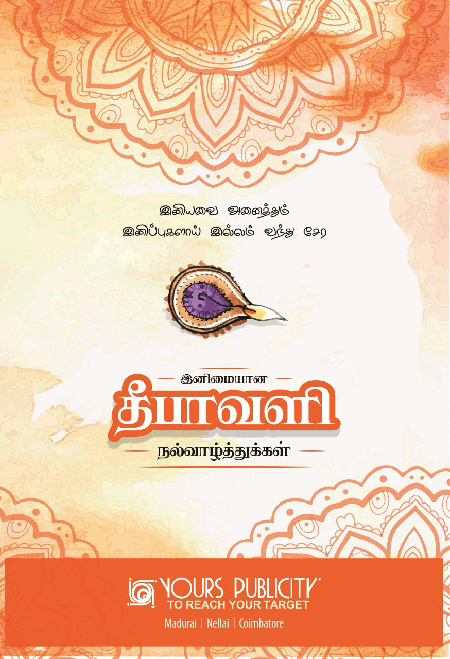 இனியவை அனைத்தும்
இனிப்புகளாய் இல்லம் வந்து சேர
இனிமையான
தீபாவளி
நல்வாழ்த்துக்கள்
YOURS PUBLICITY
TO REACH YOUR TARGET
Madurai | Nellai | Coimbatore